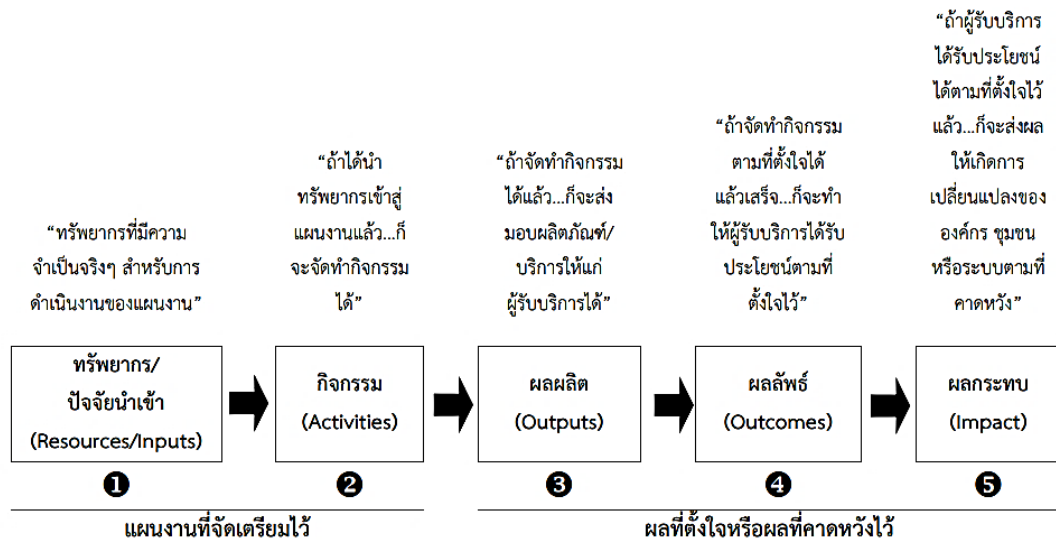 “ทรัพยากรที่มีความ
จำเป็นจริงๆ สำหรับการ
ดำเนินงานของแผนงาน”
“ถ้าได้นำ
ทรัพยากรเข้าสู่
แผนงานแล้ว...ก็
จะจัดทำกิจกรรม
ได้”
“ถ้าจัดทำกิจกรรม
ได้แล้ว...ก็จะส่ง
มอบผลิตภัณฑ์/
บริการให้แก่
ผู้รับบริการได้”
“ถ้าจัดทำกิจกรรม
ตามที่ตั้งใจได้
แล้วเสร็จ...ก็จะทำ
ให้ผู้รับบริการได้รับ
ประโยชน์ตามที่
ตั้งใจไว้”
“ถ้าผู้รับบริการ
ได้รับประโยชน์
ได้ตามที่ตั้งใจไว้
แล้ว...ก็จะส่งผล
ให้เกิดการ
เปลี่ยนแปลงของ
องค์กร ชุมชน
หรือระบบตามที่
คาดหวัง”
ทรัพยากร/
ปัจจัยนำเข้า
(Resources/Inputs)
กิจกรรม
(Activities)
ผลผลิต
(Outputs)
ผลลัพธ์
(Outcomes)
ผลกระทบ
(Impact)
❶
❷
❸
❹
❺
แผนงานที่จัดเตรียมไว้
ผลที่ตั้งใจหรือผลที่คาดหวังไว้